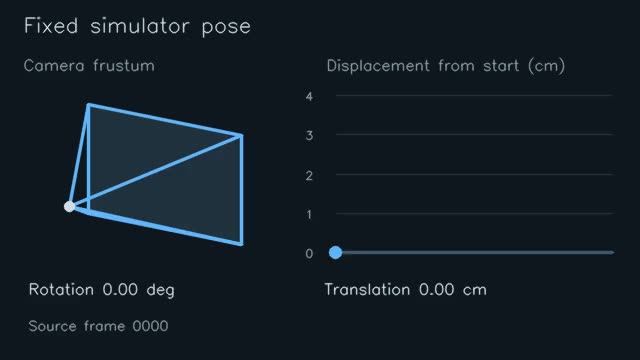 Fixed simulator pose
Camera frustum
Displacement from start (cm)
4
3
2
1
0
Rotation 0.00 deg
Translation 0.00 cm
Source frame 0000